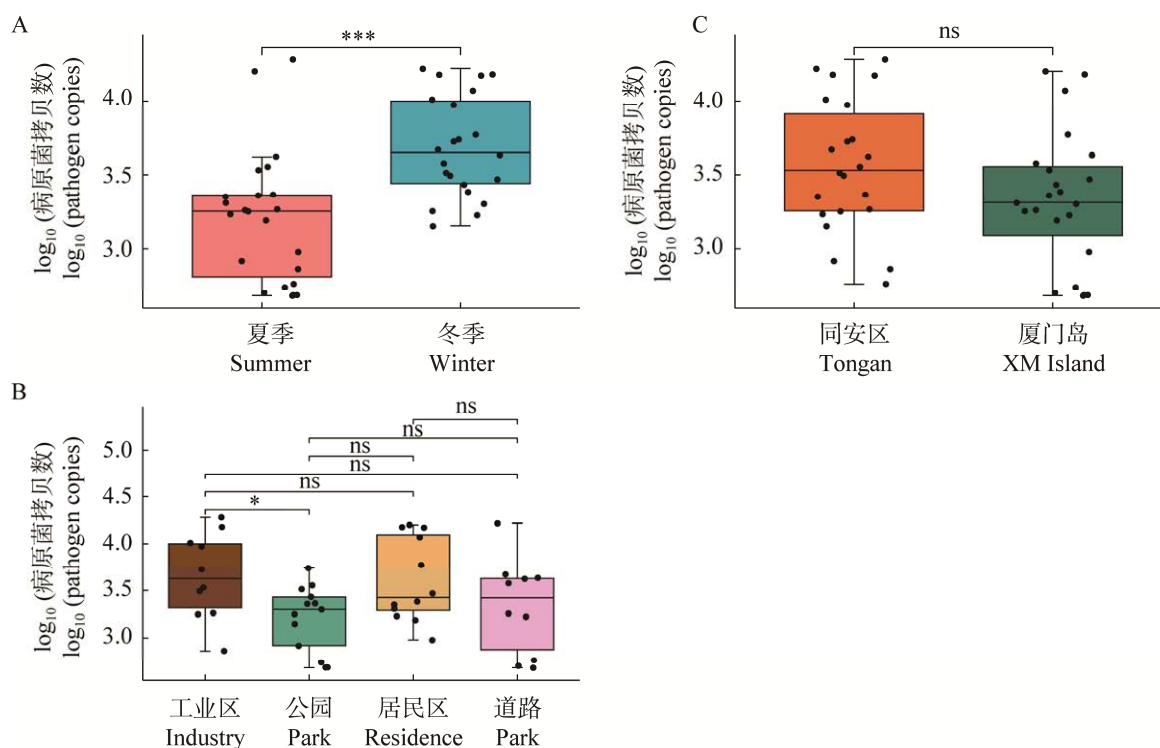 A
log₁₀ (病原菌拷贝数)
log₁₀ (pathogen copies)
4.0
3.5
3.0
***
夏季
Summer
冬季
Winter
C
log₁₀ (病原菌拷贝数)
log₁₀ (pathogen copies)
4.0
3.5
3.0
ns
同安区
Tongan
厦门岛
XM Island
B
log₁₀ (病原菌拷贝数)
log₁₀ (pathogen copies)
5.0
4.5
4.0
3.5
3.0
ns
ns
ns
ns
ns
*
工业区
Industry
公园
Park
居民区
Residence
道路
Park